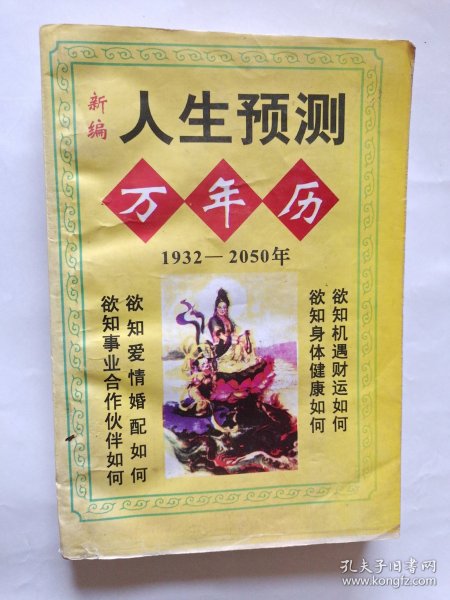 新编
人生预测
万年历
1932—2050年
欲知机遇财运如何
欲知身体健康如何
欲知爱情婚配如何
欲知事业合作伙伴如何
孔夫子旧书网
www.kongfz.com